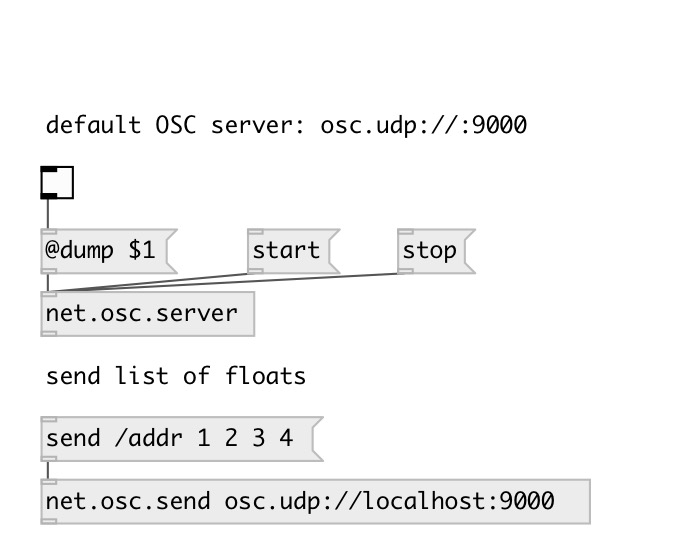 default OSC server: osc.udp://:9000
@dump $1
start
stop
net.osc.server
send list of floats
send /addr 1 2 3 4
net.osc.send osc.udp://localhost:9000